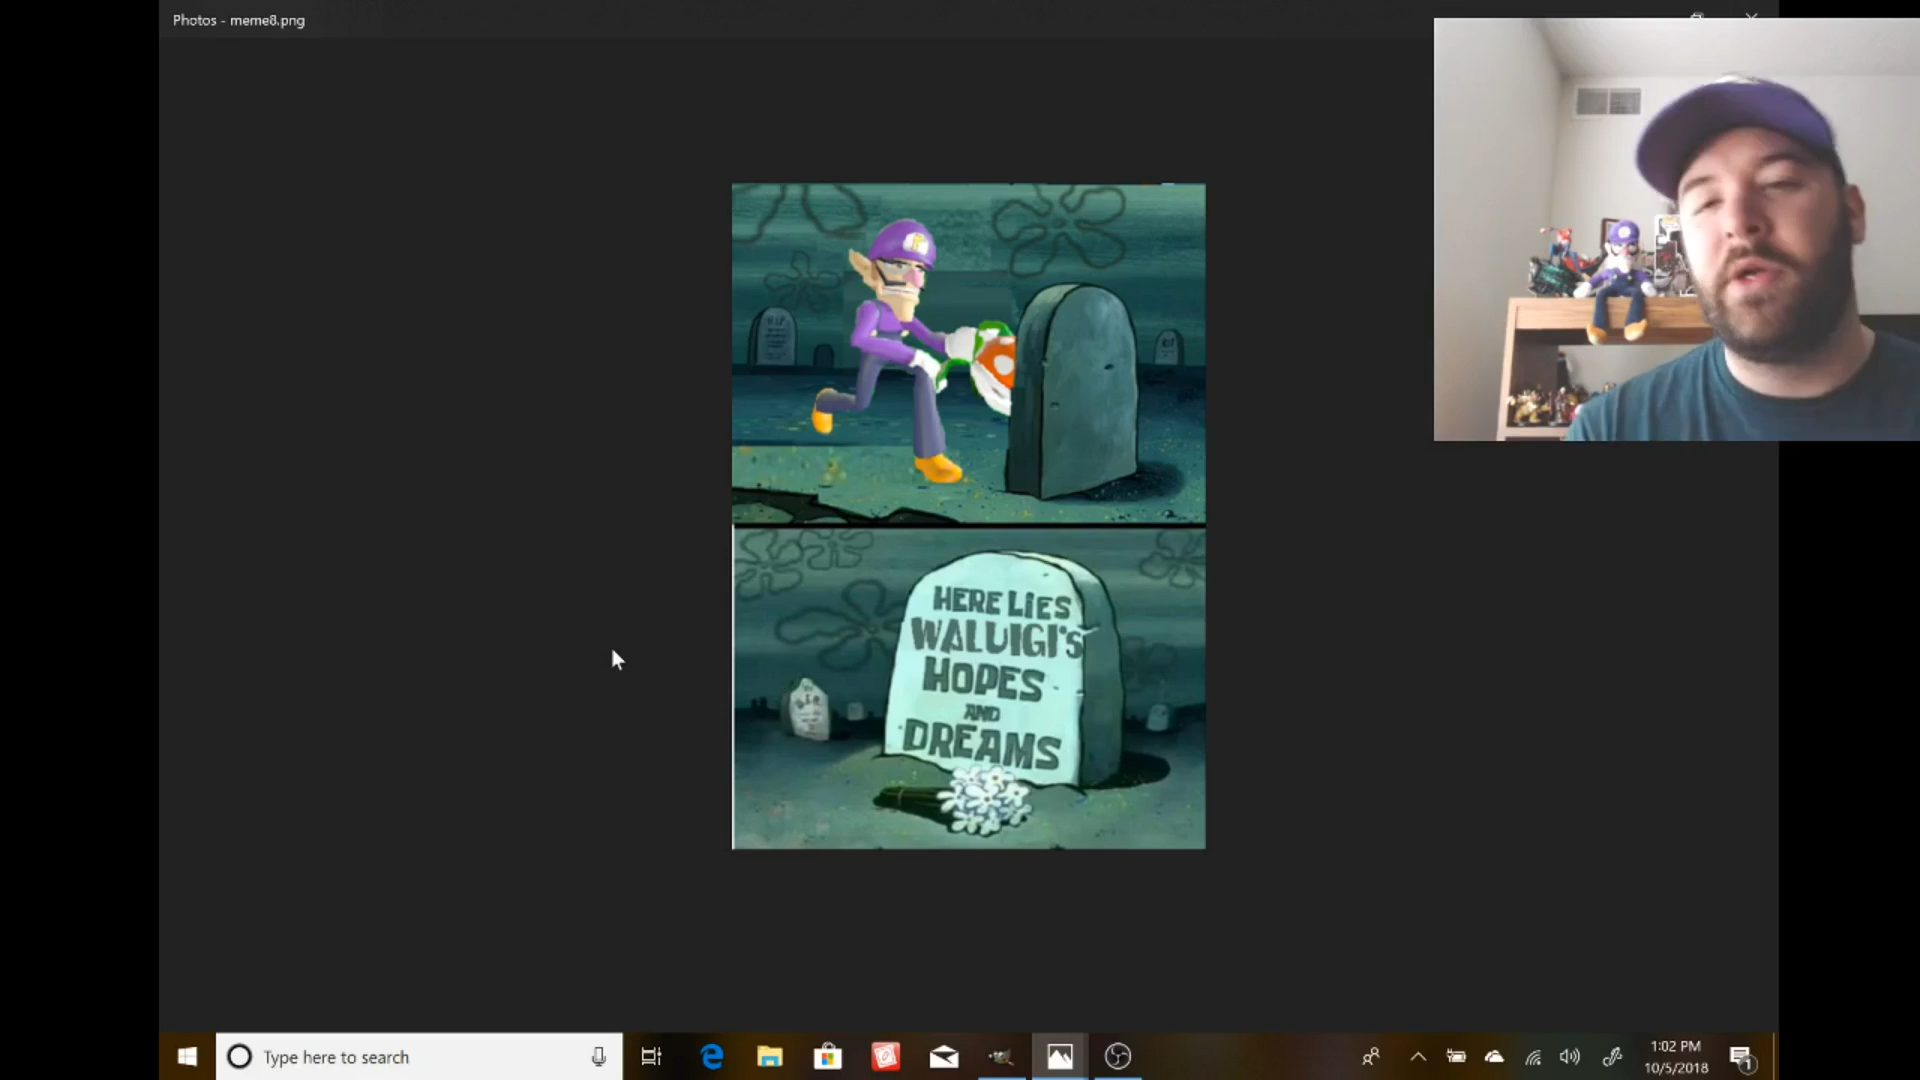 Photos - meme8.png
HERE LIES
WALUIGI'S
HOPES
AND
DREAMS
R.I.P
Type here to search
1:02 PM
10/5/2018
1